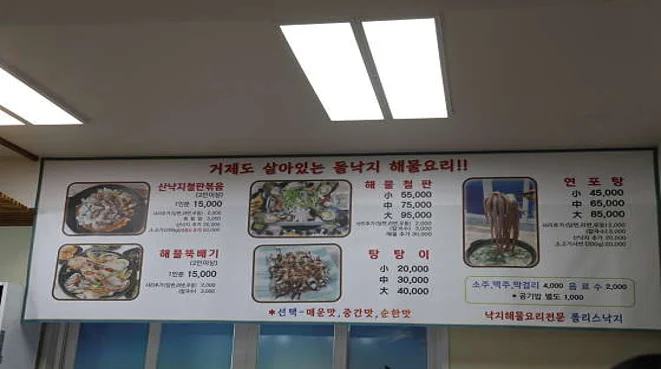 거제도 살아있는 돌낙지 해물요리!!
산낙지철판볶음
(2인이상)
1인분 15,000
해물뚝배기
(2인이상)
1인분 15,000
해물철판
小 55,000
中 75,000
大 95,000
탕탕이
小 20,000
中 30,000
大 40,000
연포탕
小 45,000
中 65,000
大 85,000
소주,맥주,막걸리 4,000 음료수 2,000
* 공기밥 별도 1,000
*선택-매운맛,중간맛,순한맛
낙지해물요리전문 폴리스낙지